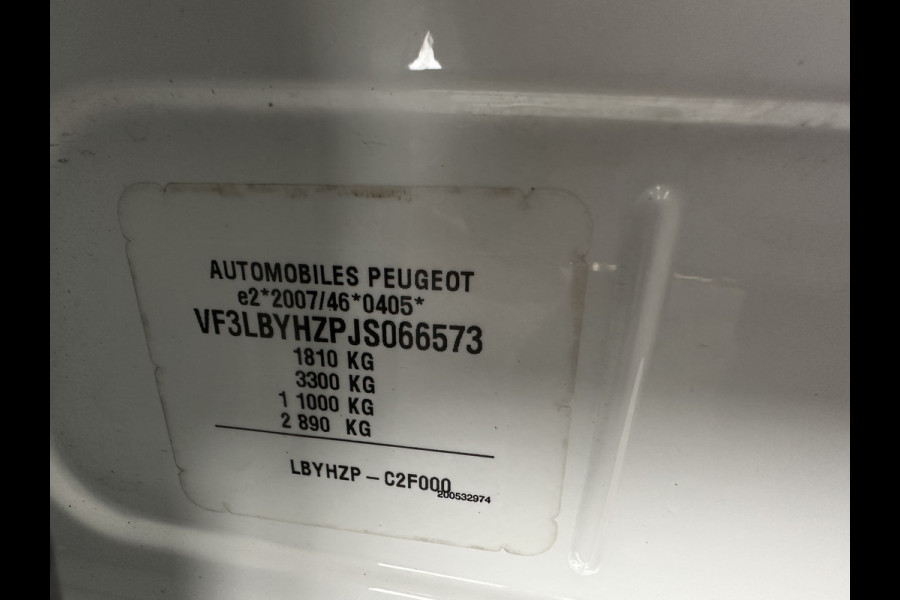 AUTOMOBILES PEUGEOT
e2*2007/46*0405*
VF3LBYHZPJS066573
1810 KG
3300 KG
1 1000 KG
2 890 KG
LBYHZP - C2F000
200532974